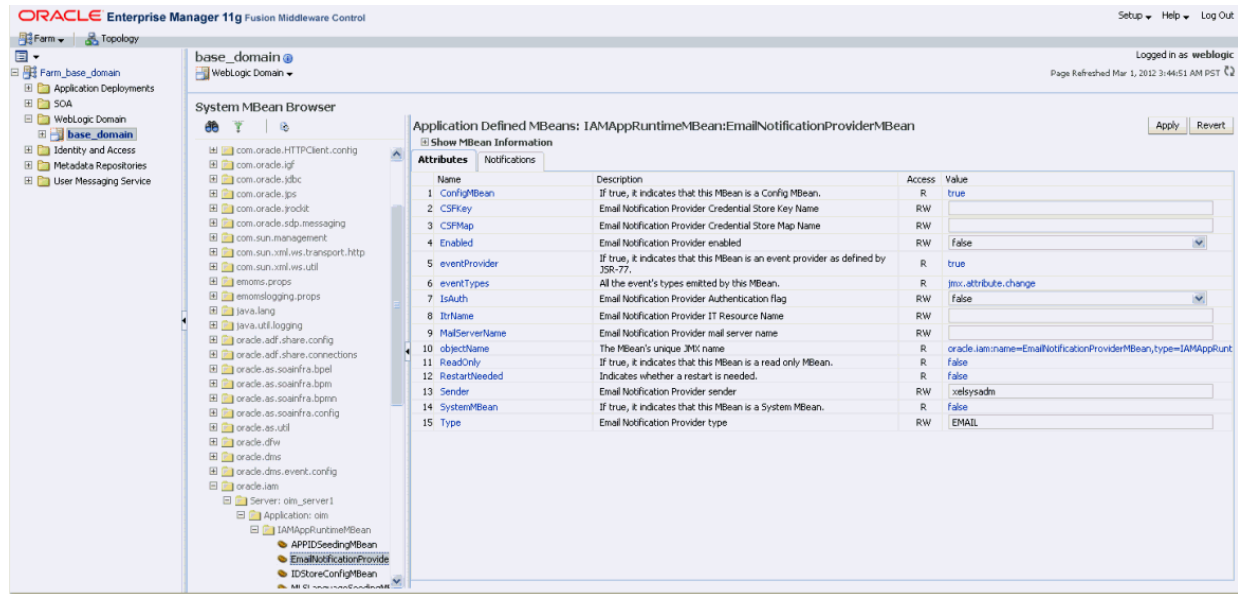 ORACLE Enterprise Manager 11g Fusion Middleware Control
Setup Help Log Out
Farm Topology
Farm_base_domain
Application Deployments
SOA
WebLogic Domain
base_domain
Identity and Access
Metadata Repositories
User Messaging Service
base_domain
WebLogic Domain
Logged in as weblogic
Page Refreshed Mar 1, 2012 3:44:51 AM PST
System MBean Browser
com.oracle.HTTPClient.config
com.oracle.igf
com.oracle.jdbc
com.oracle.jps
com.oracle.jrockit
com.oracle.sdp.messaging
com.sun.management
com.sun.xml.ws.transport.http
com.sun.xml.ws.util
emoms.props
emomslogging.props
java.lang
java.util.logging
oracle.adf.share.config
oracle.adf.share.connections
oracle.as.soainfra.bpel
oracle.as.soainfra.bpm
oracle.as.soainfra.bpmn
oracle.as.soainfra.config
oracle.as.util
oracle.dfw
oracle.dms
oracle.dms.event.config
oracle.iam
Server: oim_server1
Application: oim
IAMAppRuntimeMBean
APPIDSeedingMBean
EmailNotificationProvide
IDStoreConfigMBean
Application Defined MBeans: IAMAppRuntimeMBean:EmailNotificationProviderMBean
Apply Revert
Show MBean Information
Attributes Notifications
Name Description Access Value
1 ConfigMBean If true, it indicates that this MBean is a Config MBean. R true
2 CSFKey Email Notification Provider Credential Store Key Name RW
3 CSFMap Email Notification Provider Credential Store Map Name RW
4 Enabled Email Notification Provider enabled RW false
5 eventProvider If true, it indicates that this MBean is an event provider as defined by JSR-77. R true
6 eventTypes All the event's types emitted by this MBean. R jmx.attribute.change
7 IsAuth Email Notification Provider Authentication flag RW false
8 ItrName Email Notification Provider IT Resource Name RW
9 MailServerName Email Notification Provider mail server name RW
10 objectName The MBean's unique JMX name R oracle.iam:name=EmailNotificationProviderMBean,type=IAMAppRunt
11 ReadOnly If true, it indicates that this MBean is a read only MBean. R false
12 RestartNeeded Indicates whether a restart is needed. R false
13 Sender Email Notification Provider sender RW xelsysadm
14 SystemMBean If true, it indicates that this MBean is a System MBean. R false
15 Type Email Notification Provider type RW EMAIL